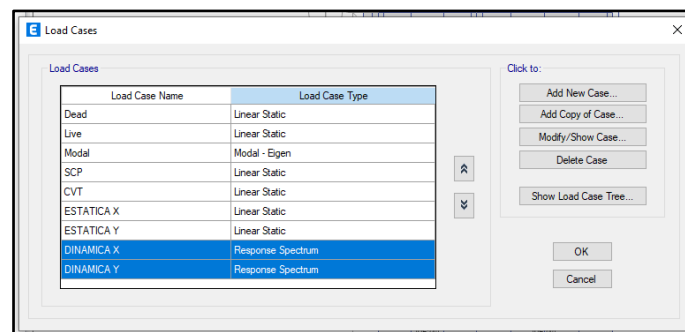 E Load Cases
Load Cases
Click to:
Load Case Name Load Case Type
Dead Linear Static
Live Linear Static
Modal Modal - Eigen
SCP Linear Static
CVT Linear Static
ESTATICA X Linear Static
ESTATICA Y Linear Static
DINAMICA X Response Spectrum
DINAMICA Y Response Spectrum
Add New Case...
Add Copy of Case...
Modify/Show Case...
Delete Case
Show Load Case Tree...
OK
Cancel